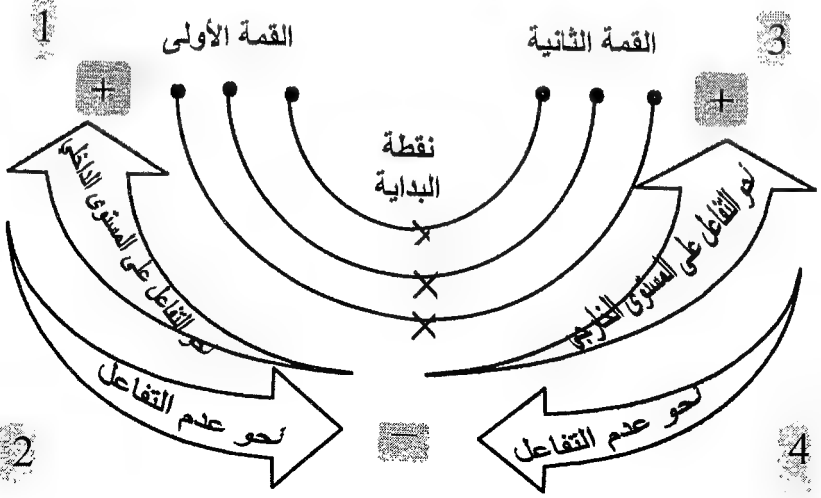 1
القمة الأولى
القمة الثانية
3
+
+
نقطة
البداية
نحو التفاعل على المستوى الداخلي
نحو التفاعل على المستوى الخارجي
نحو عدم التفاعل
نحو عدم التفاعل
2
−
4